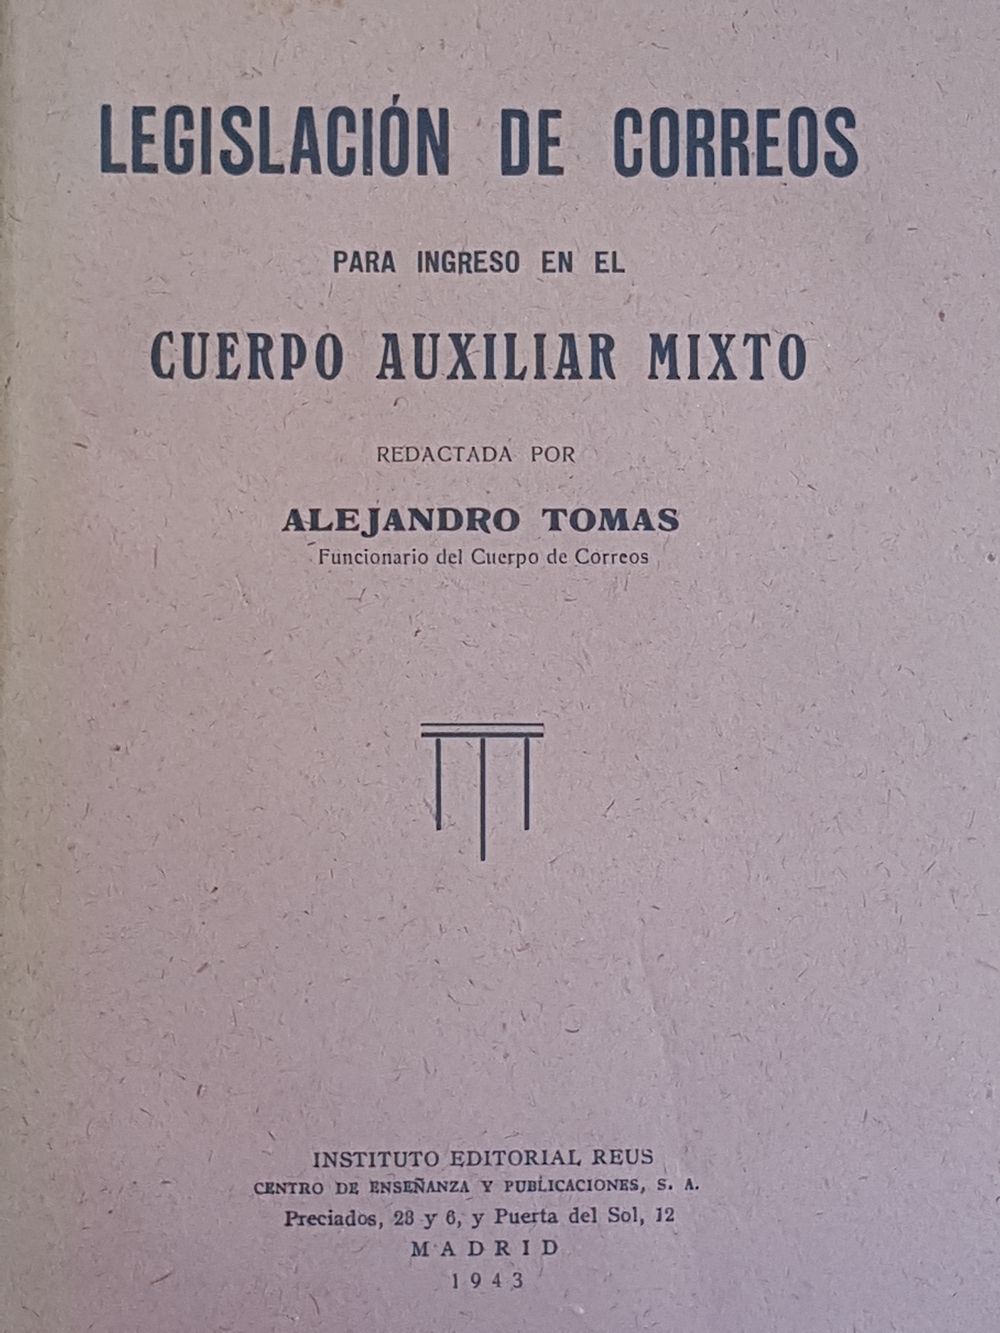 LEGISLACIÓN DE CORREOS
PARA INGRESO EN EL
CUERPO AUXILIAR MIXTO
REDACTADA POR
ALEJANDRO TOMAS
Funcionario del Cuerpo de Correos
INSTITUTO EDITORIAL REUS
CENTRO DE ENSEÑANZA Y PUBLICACIONES, S. A.
Preciados, 23 y 6, y Puerta del Sol, 12
MADRID
1943